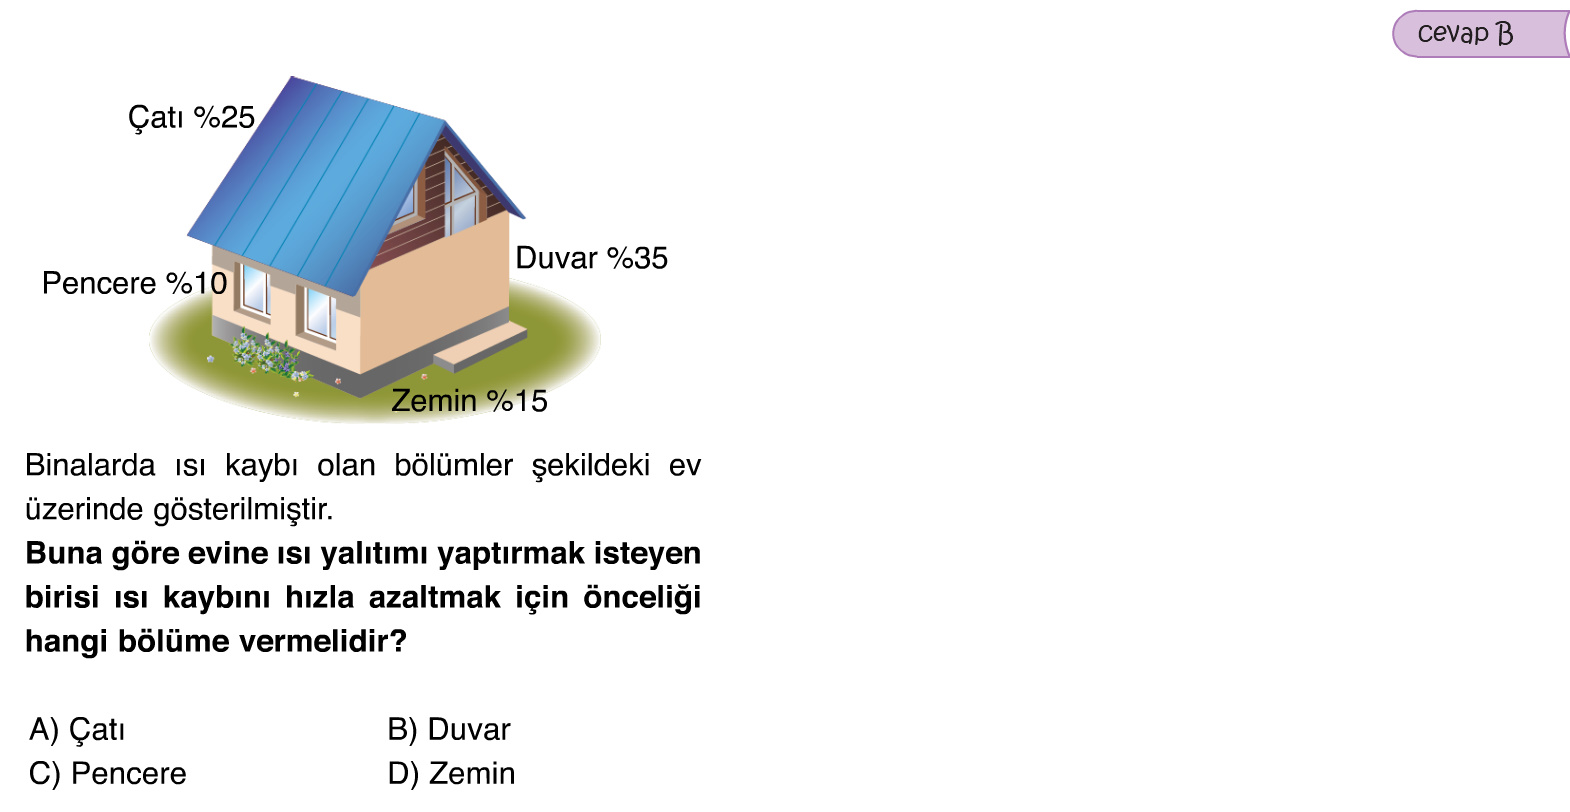 cevap B
Çatı %25
Duvar %35
Pencere %10
Zemin %15
Binalarda ısı kaybı olan bölümler şekildeki ev
üzerinde gösterilmiştir.
Buna göre evine ısı yalıtımı yaptırmak isteyen
birisi ısı kaybını hızla azaltmak için önceliği
hangi bölüme vermelidir?
A) Çatı B) Duvar
C) Pencere D) Zemin